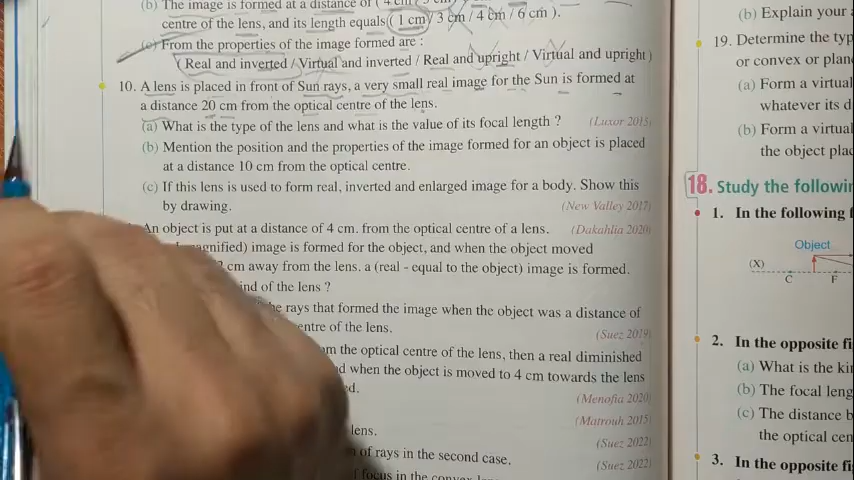 (b) The image is formed at a distance of ( 4 cm /
centre of the lens, and its length equals ( 1 cm / 3 cm / 4 cm / 6 cm ).
(c) From the properties of the image formed are :
(Real and inverted / Virtual and inverted / Real and upright / Virtual and upright)
10. A lens is placed in front of Sun rays, a very small real image for the Sun is formed at
a distance 20 cm from the optical centre of the lens.
(a) What is the type of the lens and what is the value of its focal length ? (Luxor 2015)
(b) Mention the position and the properties of the image formed for an object is placed
at a distance 10 cm from the optical centre.
(c) If this lens is used to form real, inverted and enlarged image for a body. Show this
by drawing. (New Valley 2017)
An object is put at a distance of 4 cm. from the optical centre of a lens. (Dakahlia 2020)
magnified) image is formed for the object, and when the object moved
cm away from the lens. a (real - equal to the object) image is formed.
ind of the lens ?
he rays that formed the image when the object was a distance of
entre of the lens. (Suez 2019)
om the optical centre of the lens, then a real diminished
d when the object is moved to 4 cm towards the lens
ed. (Menofia 2020)
(Matrouh 2015)
lens. (Suez 2022)
of rays in the second case. (Suez 2022)
focus in the convex
(b) Explain your
19. Determine the typ
or convex or plan
(a) Form a virtual
whatever its d
(b) Form a virtual
the object plac
18. Study the followin
1. In the following f
Object
(X)
C F
2. In the opposite fi
(a) What is the ki
(b) The focal leng
(c) The distance b
the optical cen
3. In the opposite fi